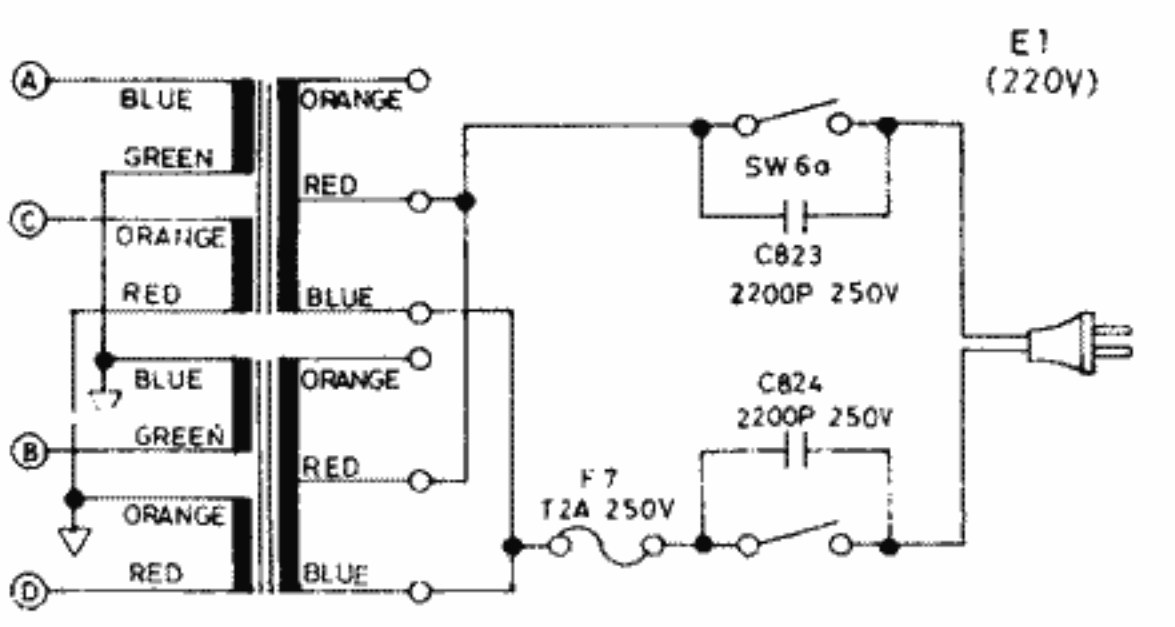 E1
(220V)
A
BLUE
ORANGE
GREEN
RED
SW6a
C
ORANGE
C823
RED
BLUE
2200P 250V
BLUE
ORANGE
C824
2200P 250V
B
GREEN
RED
F7
T2A 250V
ORANGE
D
RED
BLUE